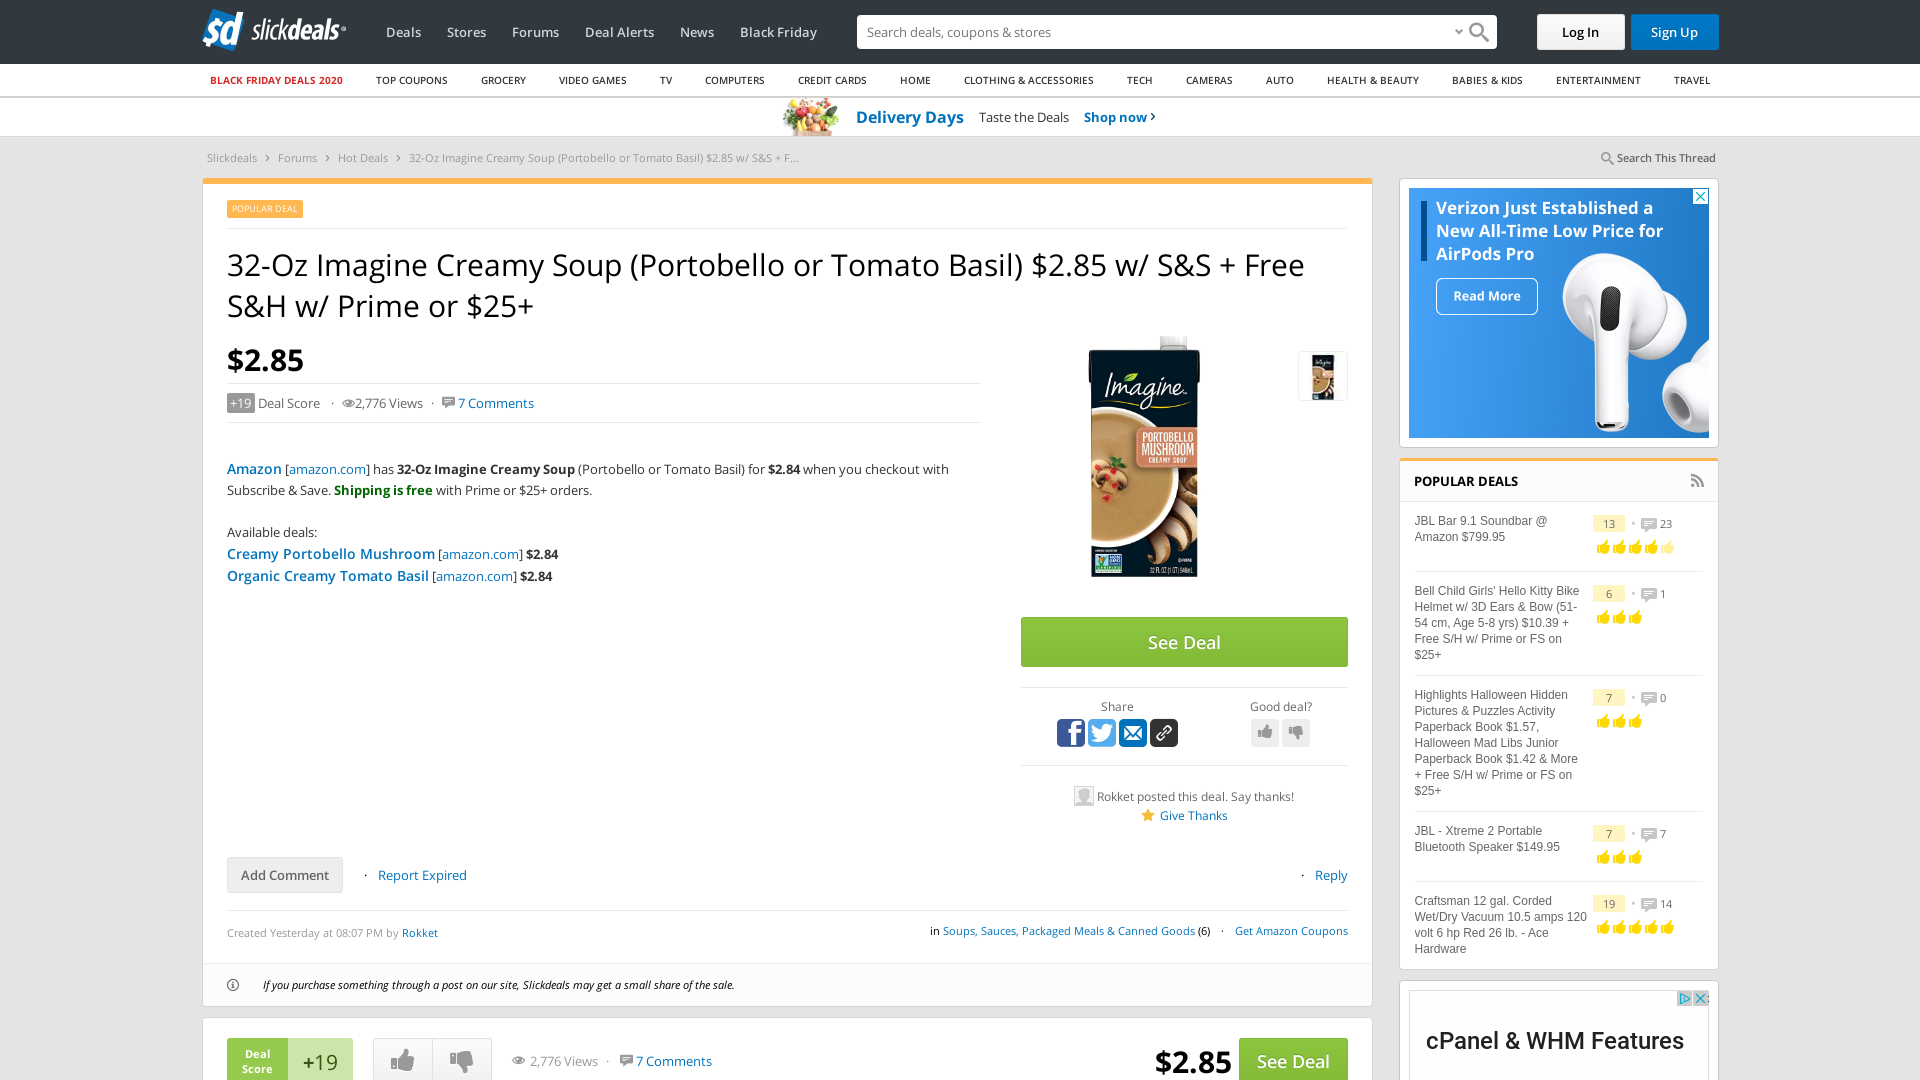 slickdeals
Deals
Stores
Forums
Deal Alerts
News
Black Friday
Search deals, coupons & stores
Log In
Sign Up
BLACK FRIDAY DEALS 2020
TOP COUPONS
GROCERY
VIDEO GAMES
TV
COMPUTERS
CREDIT CARDS
HOME
CLOTHING & ACCESSORIES
TECH
CAMERAS
AUTO
HEALTH & BEAUTY
BABIES & KIDS
ENTERTAINMENT
TRAVEL
Delivery Days Taste the Deals Shop now
Slickdeals > Forums > Hot Deals > 32-Oz Imagine Creamy Soup (Portobello or Tomato Basil) $2.85 w/ S&S + F...
Search This Thread
POPULAR DEAL
32-Oz Imagine Creamy Soup (Portobello or Tomato Basil) $2.85 w/ S&S + Free
S&H w/ Prime or $25+
$2.85
+19 Deal Score · 2,776 Views · 7 Comments
Amazon [amazon.com] has 32-Oz Imagine Creamy Soup (Portobello or Tomato Basil) for $2.84 when you checkout with
Subscribe & Save. Shipping is free with Prime or $25+ orders.
Available deals:
Creamy Portobello Mushroom [amazon.com] $2.84
Organic Creamy Tomato Basil [amazon.com] $2.84
Imagine
PORTOBELLO
MUSHROOM
CREAMY SOUP
See Deal
Share
Good deal?
Rokket posted this deal. Say thanks!
Give Thanks
Add Comment · Report Expired
· Reply
Created Yesterday at 08:07 PM by Rokket
in Soups, Sauces, Packaged Meals & Canned Goods (6) · Get Amazon Coupons
If you purchase something through a post on our site, Slickdeals may get a small share of the sale.
Deal
Score
+19
2,776 Views · 7 Comments
$2.85
See Deal
Verizon Just Established a
New All-Time Low Price for
AirPods Pro
Read More
POPULAR DEALS
JBL Bar 9.1 Soundbar @
Amazon $799.95
13 · 23
Bell Child Girls' Hello Kitty Bike
Helmet w/ 3D Ears & Bow (51-
54 cm, Age 5-8 yrs) $10.39 +
Free S/H w/ Prime or FS on
$25+
6 · 1
Highlights Halloween Hidden
Pictures & Puzzles Activity
Paperback Book $1.57,
Halloween Mad Libs Junior
Paperback Book $1.42 & More
+ Free S/H w/ Prime or FS on
$25+
7 · 0
JBL - Xtreme 2 Portable
Bluetooth Speaker $149.95
7 · 7
Craftsman 12 gal. Corded
Wet/Dry Vacuum 10.5 amps 120
volt 6 hp Red 26 lb. - Ace
Hardware
19 · 14
cPanel & WHM Features